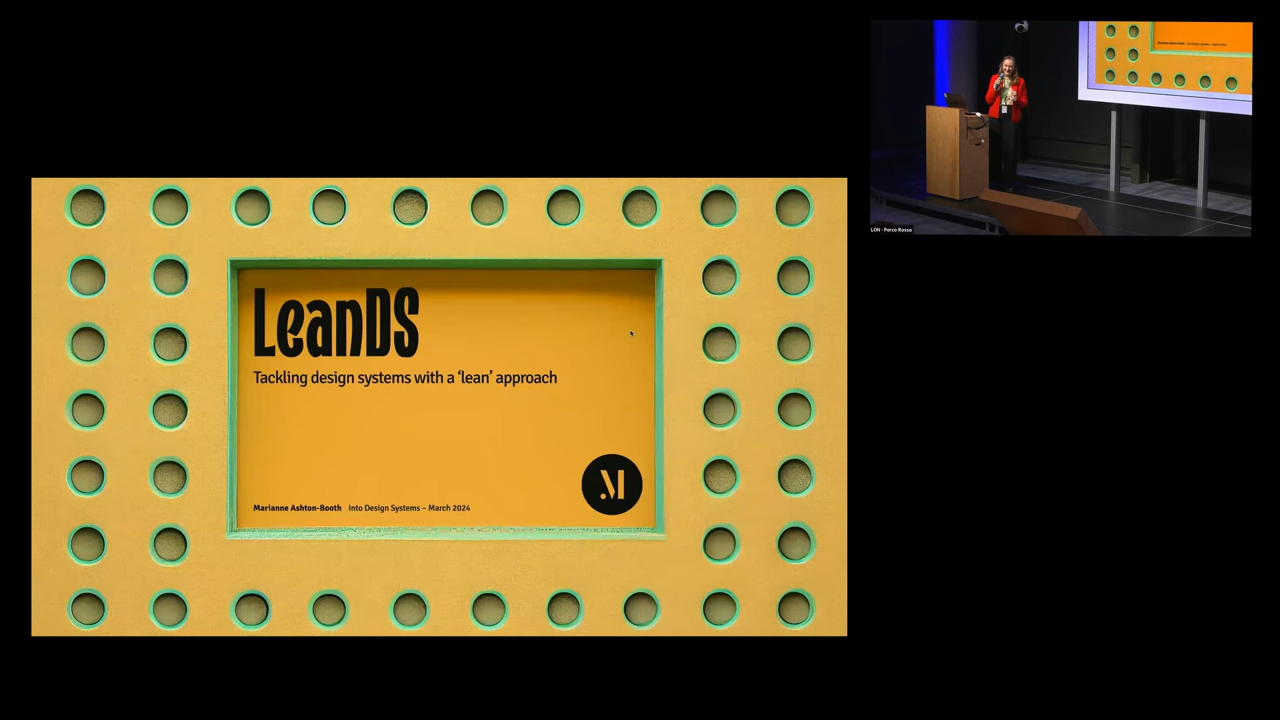 LeanDS
Tackling design systems with a ‘lean’ approach
M
Marianne Ashton-Booth Into Design Systems – March 2024
LON - Porco Rosso